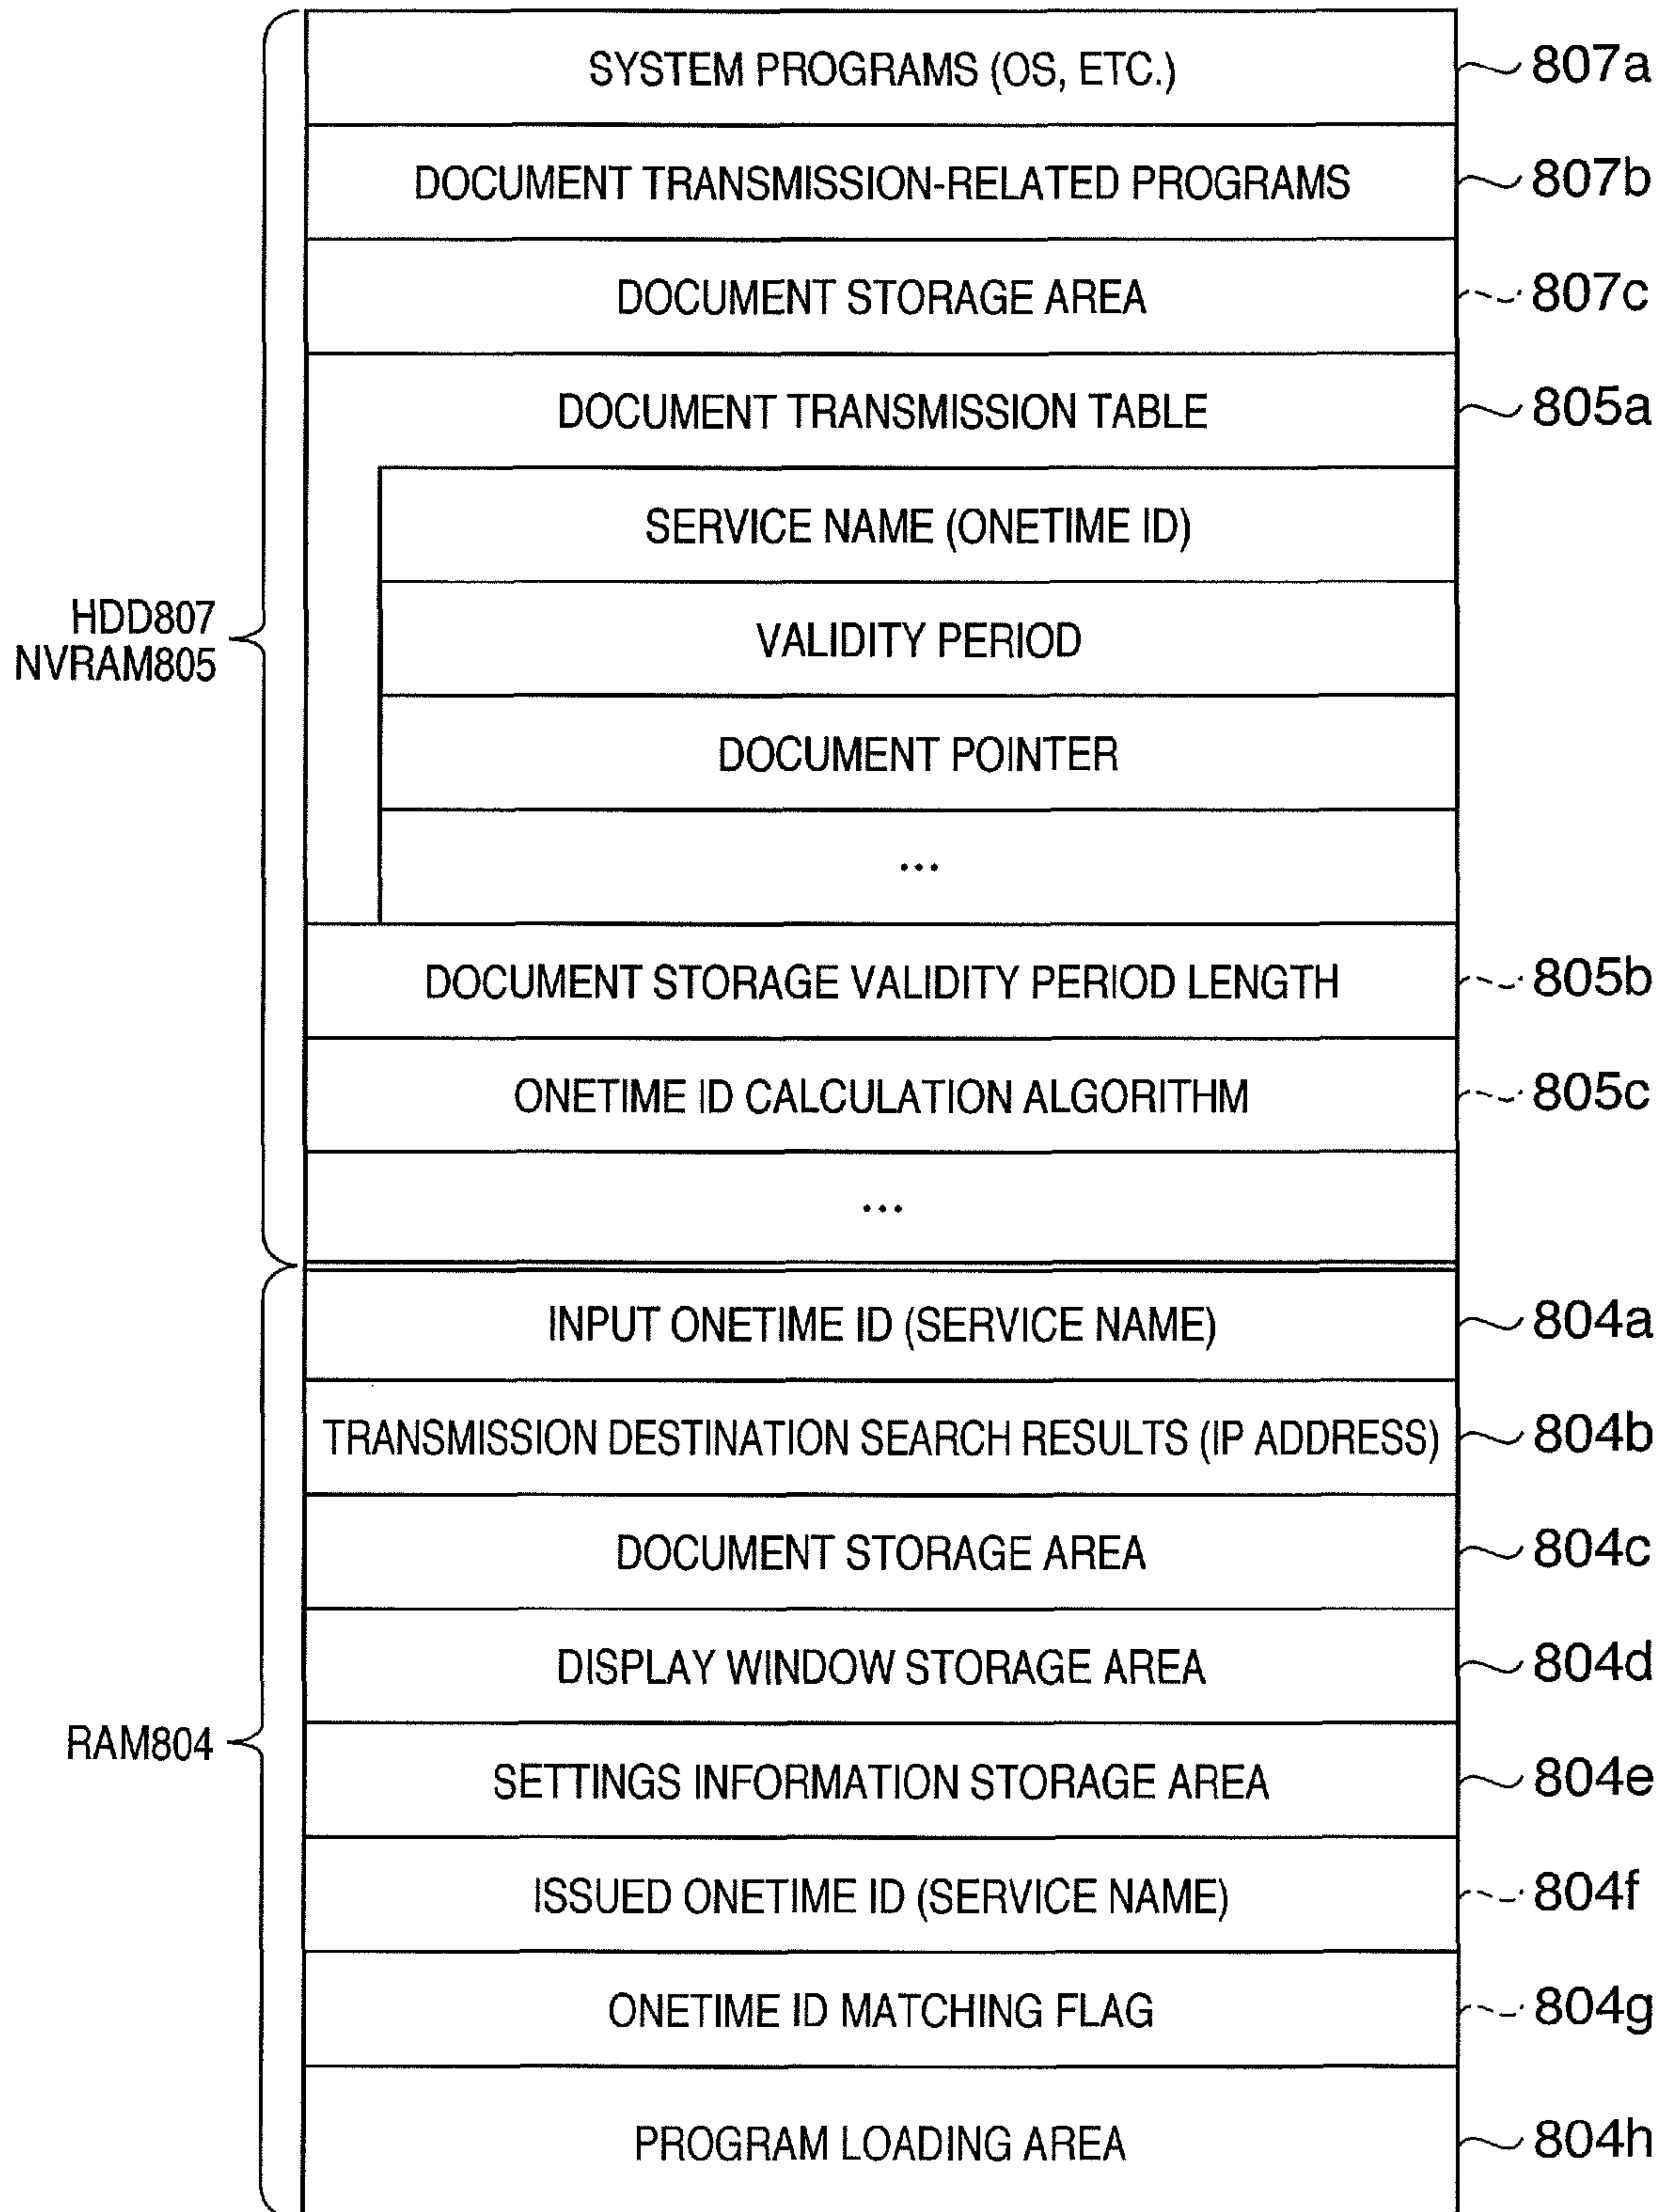 SYSTEM PROGRAMS (OS, ETC.) 807a
DOCUMENT TRANSMISSION-RELATED PROGRAMS 807b
DOCUMENT STORAGE AREA 807c
DOCUMENT TRANSMISSION TABLE 805a
SERVICE NAME (ONETIME ID)
HDD807
NVRAM805
VALIDITY PERIOD
DOCUMENT POINTER
...
DOCUMENT STORAGE VALIDITY PERIOD LENGTH 805b
ONETIME ID CALCULATION ALGORITHM 805c
...
INPUT ONETIME ID (SERVICE NAME) 804a
TRANSMISSION DESTINATION SEARCH RESULTS (IP ADDRESS) 804b
DOCUMENT STORAGE AREA 804c
DISPLAY WINDOW STORAGE AREA 804d
RAM804
SETTINGS INFORMATION STORAGE AREA 804e
ISSUED ONETIME ID (SERVICE NAME) 804f
ONETIME ID MATCHING FLAG 804g
PROGRAM LOADING AREA 804h